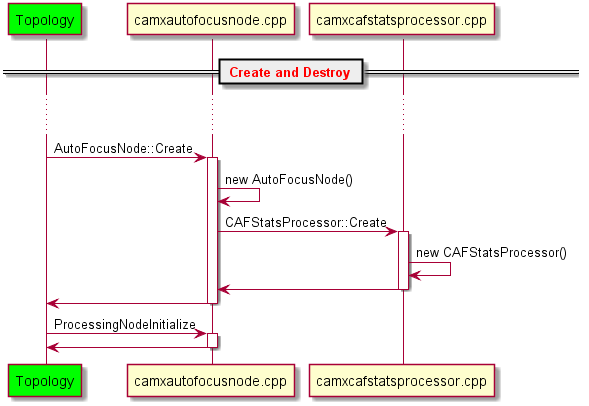 Topology camxautofocusnode.cpp camxcafstatsprocessor.cpp
Create and Destroy
AutoFocusNode::Create
new AutoFocusNode()
CAFStatsProcessor::Create
new CAFStatsProcessor()
ProcessingNodeInitialize
Topology camxautofocusnode.cpp camxcafstatsprocessor.cpp